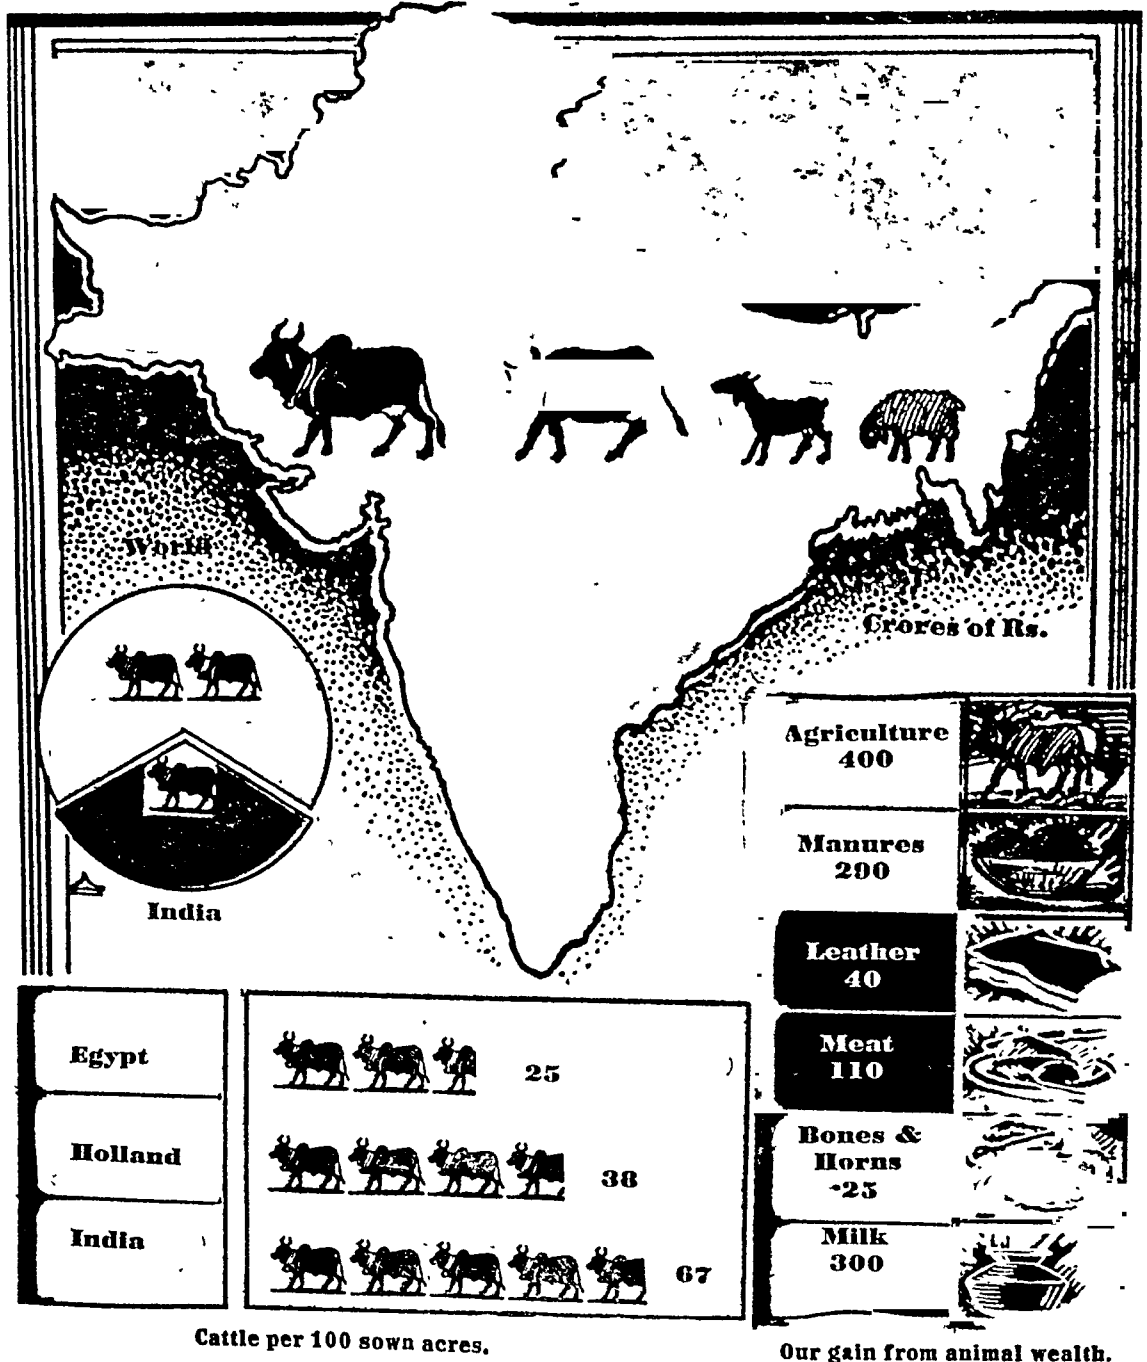 World
India
Crores of Rs.
Agriculture
400
Manures
290
Leather
40
Meat
110
Bones &
Horns
25
Milk
300
Our gain from animal wealth.
Egypt
25
Holland
38
India
67
Cattle per 100 sown acres.